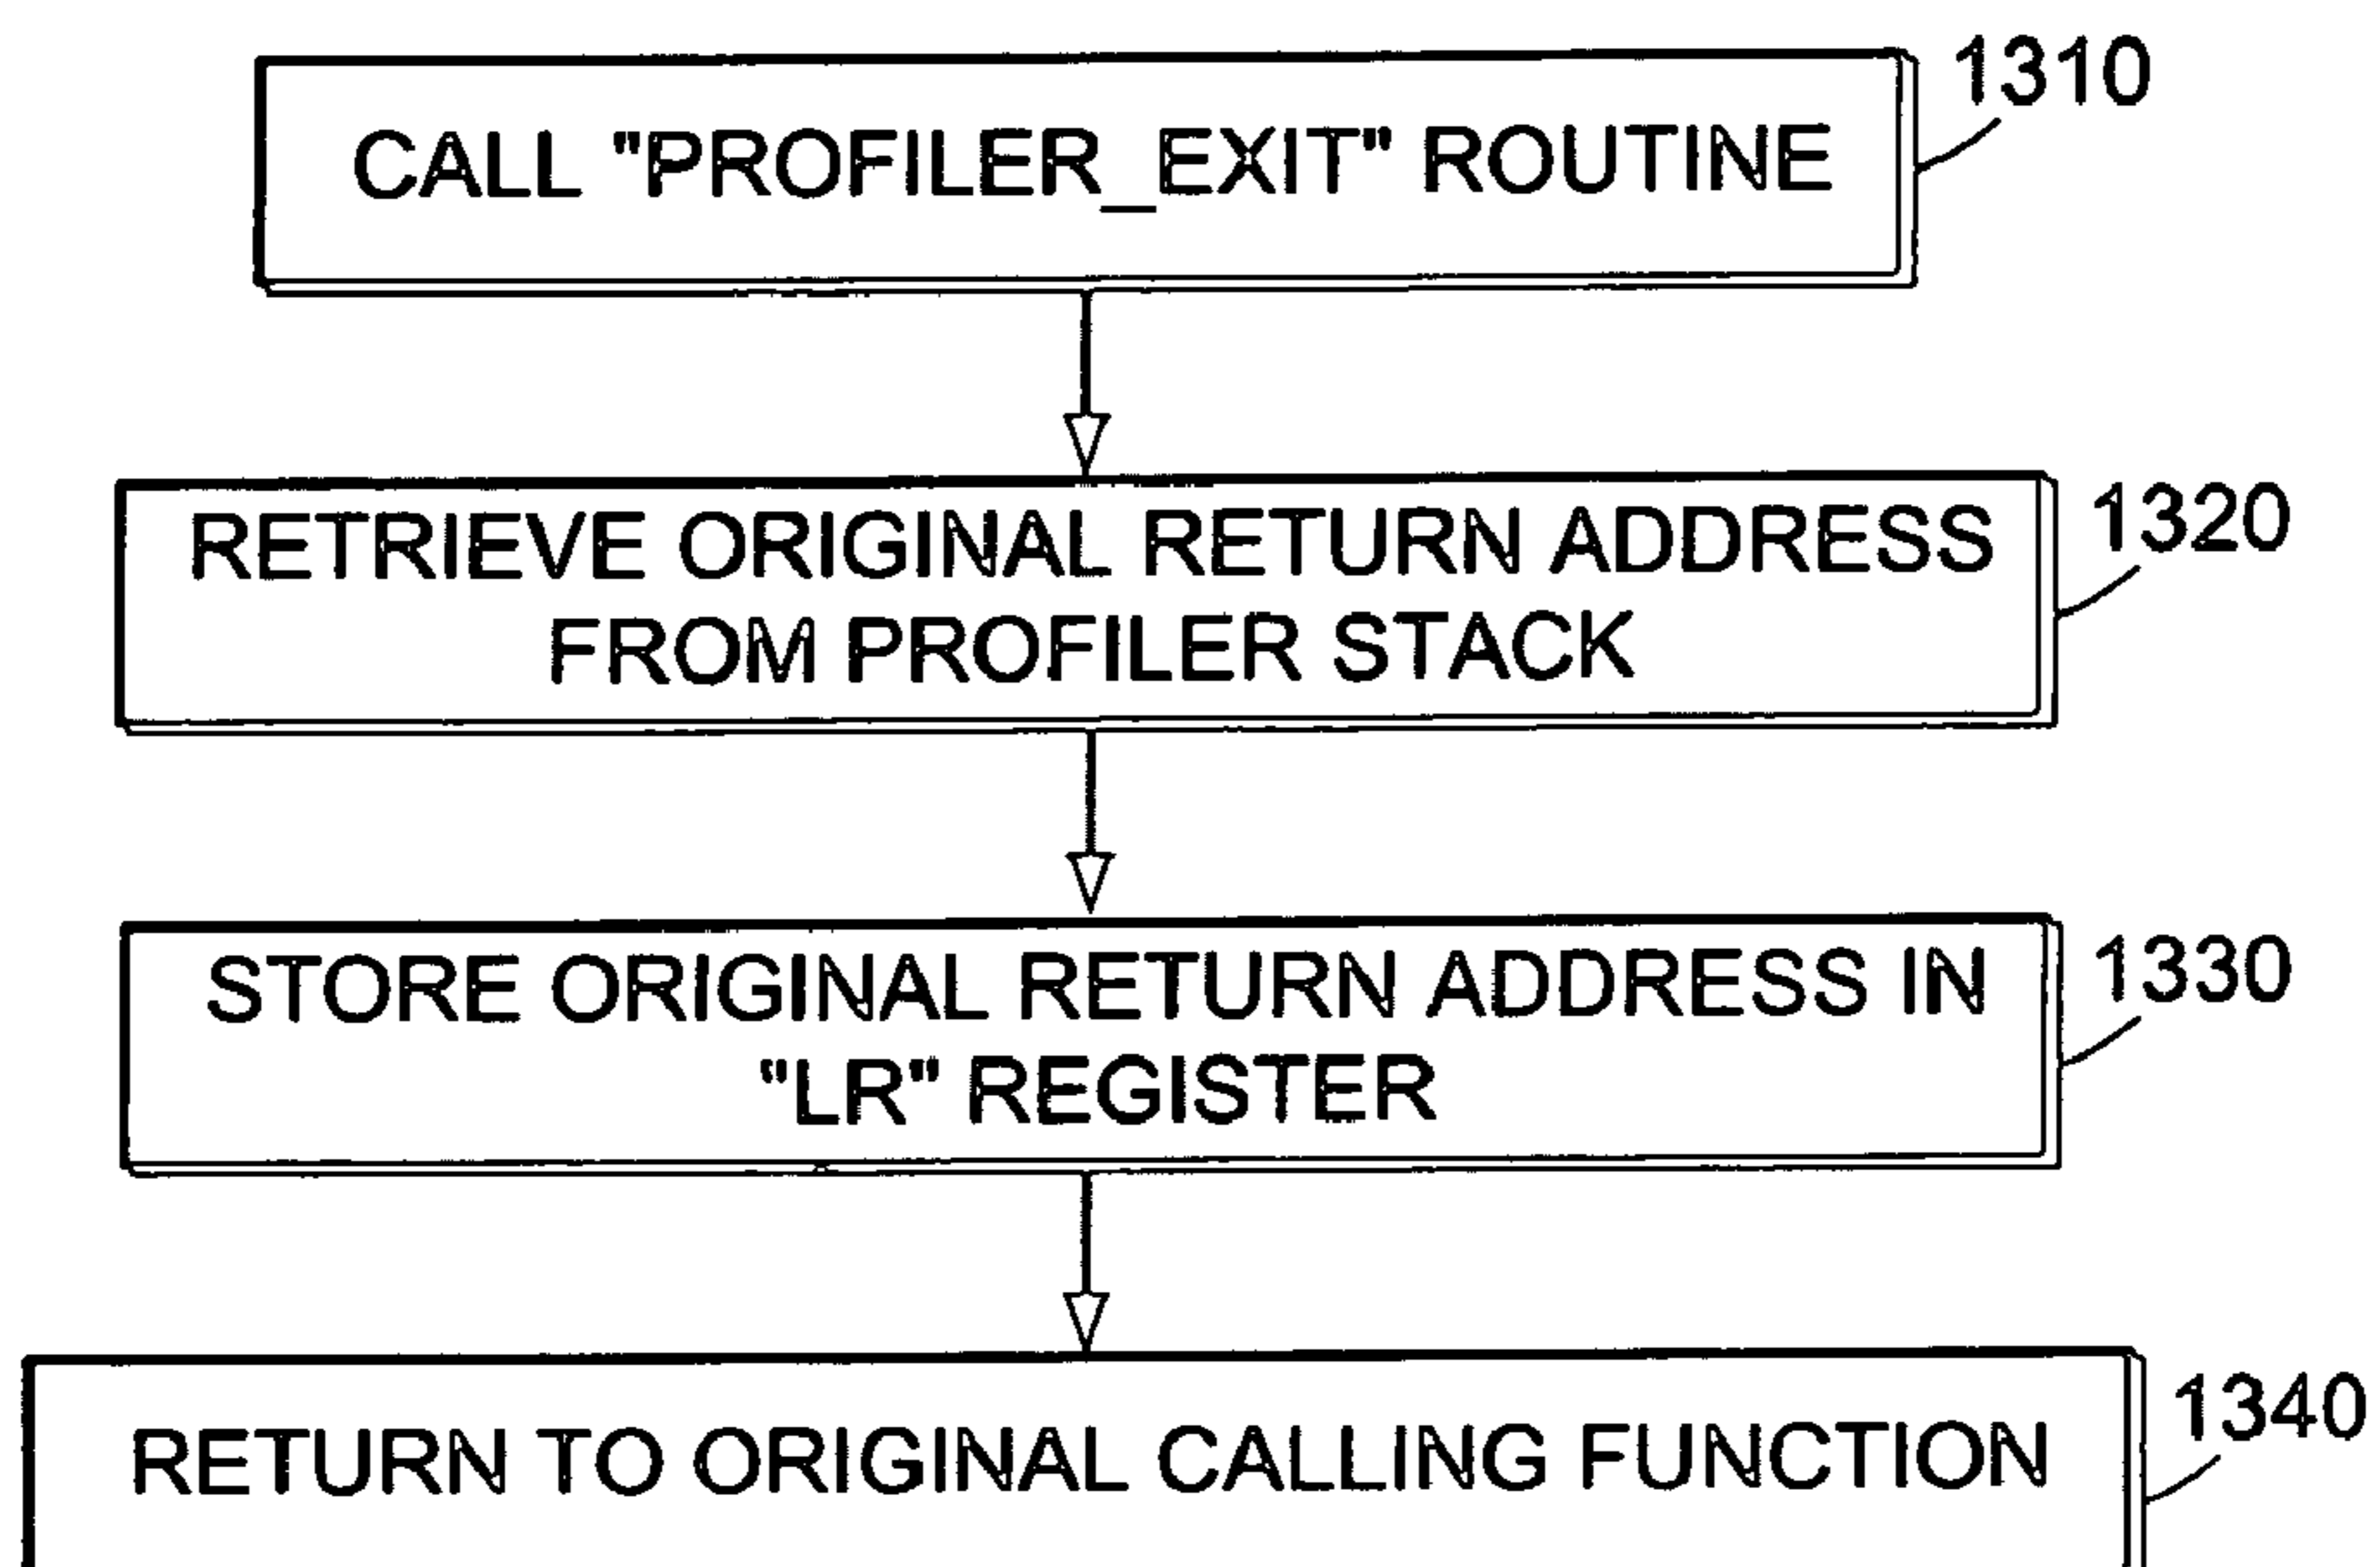 1310
CALL "PROFILER_EXIT" ROUTINE
1320
RETRIEVE ORIGINAL RETURN ADDRESS
FROM PROFILER STACK
1330
STORE ORIGINAL RETURN ADDRESS IN
"LR" REGISTER
1340
RETURN TO ORIGINAL CALLING FUNCTION